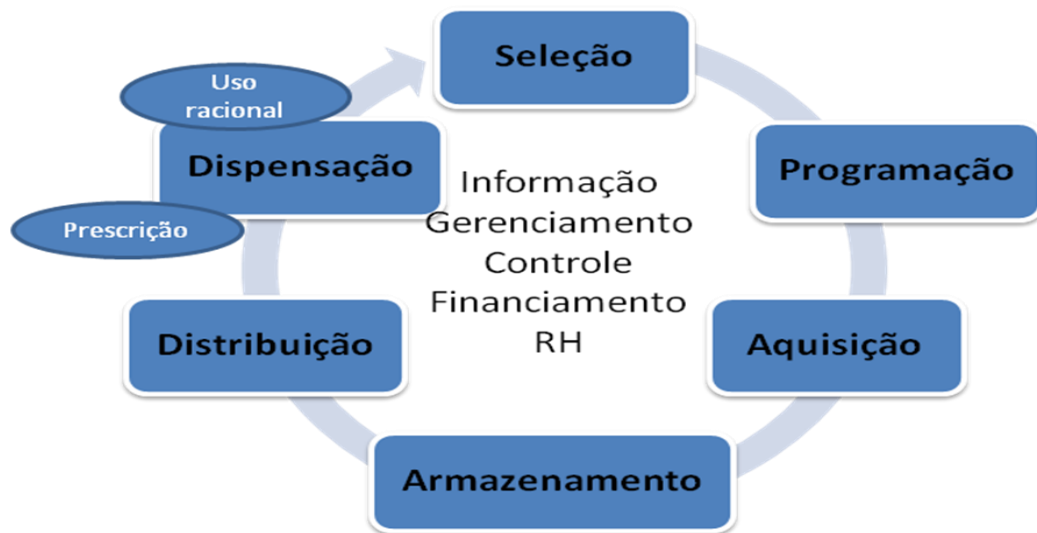 Seleção
Programação
Aquisição
Armazenamento
Distribuição
Prescrição
Dispensação
Uso
racional
Informação
Gerenciamento
Controle
Financiamento
RH